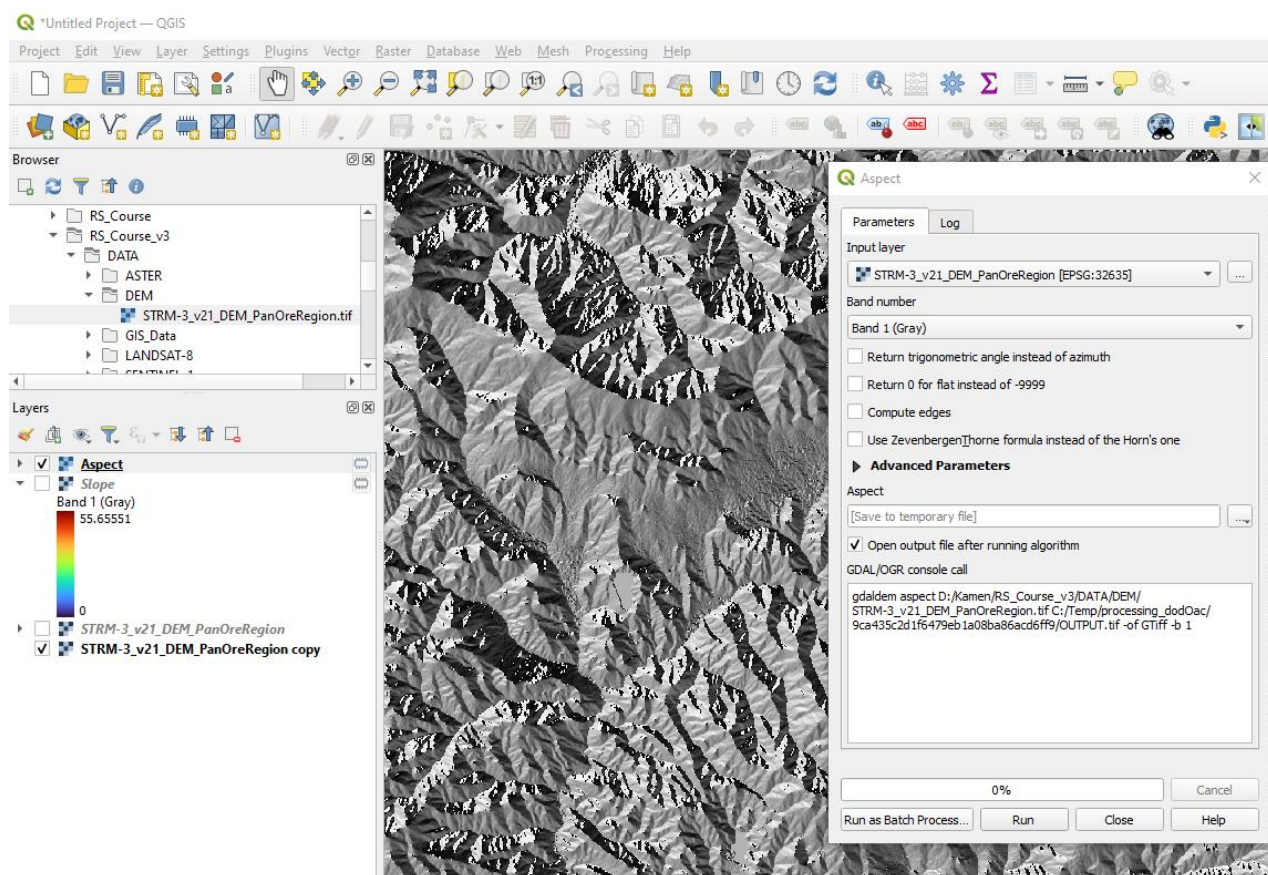 *Untitled Project — QGIS
Project Edit View Layer Settings Plugins Vector Raster Database Web Mesh Processing Help
Browser
RS_Course
RS_Course_v3
DATA
ASTER
DEM
STRM-3_v21_DEM_PanOreRegion.tif
GIS_Data
LANDSAT-8
SENTINEL-1
Layers
Aspect
Slope
Band 1 (Gray)
55.65551
0
STRM-3_v21_DEM_PanOreRegion
STRM-3_v21_DEM_PanOreRegion copy
Aspect
Parameters Log
Input layer
STRM-3_v21_DEM_PanOreRegion [EPSG:32635] ...
Band number
Band 1 (Gray)
Return trigonometric angle instead of azimuth
Return 0 for flat instead of -9999
Compute edges
Use ZevenbergenThorne formula instead of the Horn's one
Advanced Parameters
Aspect
[Save to temporary file] ...
Open output file after running algorithm
GDAL/OGR console call
gdaldem aspect D:/Kamen/RS_Course_v3/DATA/DEM/
STRM-3_v21_DEM_PanOreRegion.tif C:/Temp/processing_dodOac/
9ca435c2d1f6479eb1a08ba86acd6ff9/OUTPUT.tif -of GTiff -b 1
0% Cancel
Run as Batch Process... Run Close Help